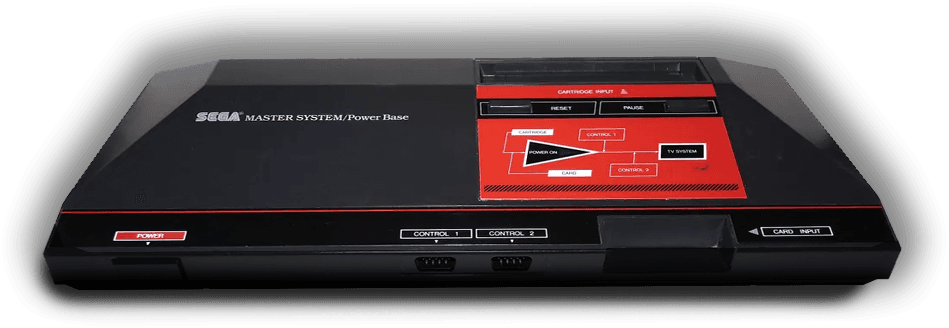 CARTRIDGE INPUT
RESET
PAUSE
SEGA® MASTER SYSTEM/Power Base
CARTRIDGE
CONTROL 1
POWER ON
TV SYSTEM
CARD
CONTROL 2
POWER
CONTROL 1
CONTROL 2
CARD INPUT